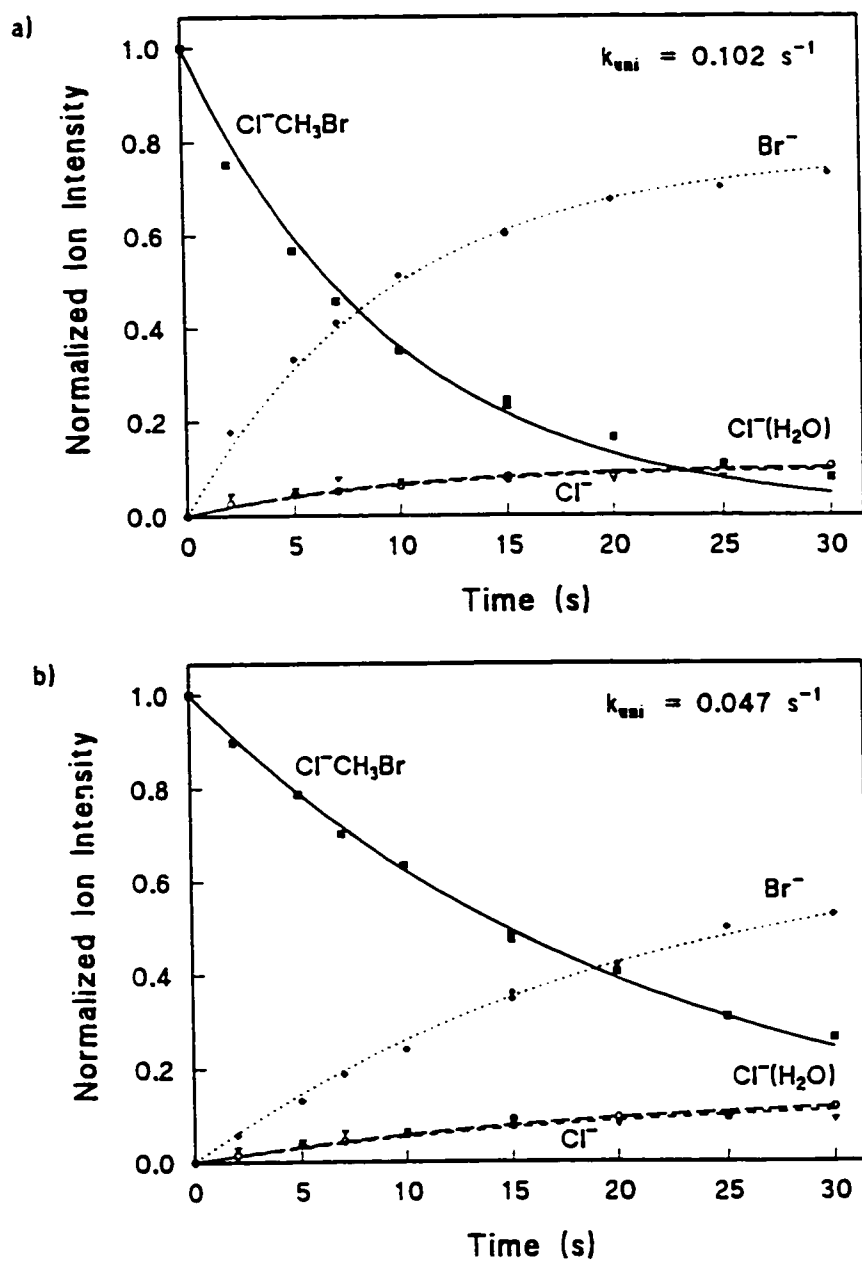 a)
k_uni = 0.102 s⁻¹
Cl⁻CH₃Br
Br⁻
Cl⁻(H₂O)
Cl⁻
Normalized Ion Intensity
1.0
0.8
0.6
0.4
0.2
0.0
0 5 10 15 20 25 30
Time (s)
b)
k_uni = 0.047 s⁻¹
Cl⁻CH₃Br
Br⁻
Cl⁻(H₂O)
Cl⁻
Normalized Ion Intensity
1.0
0.8
0.6
0.4
0.2
0.0
0 5 10 15 20 25 30
Time (s)